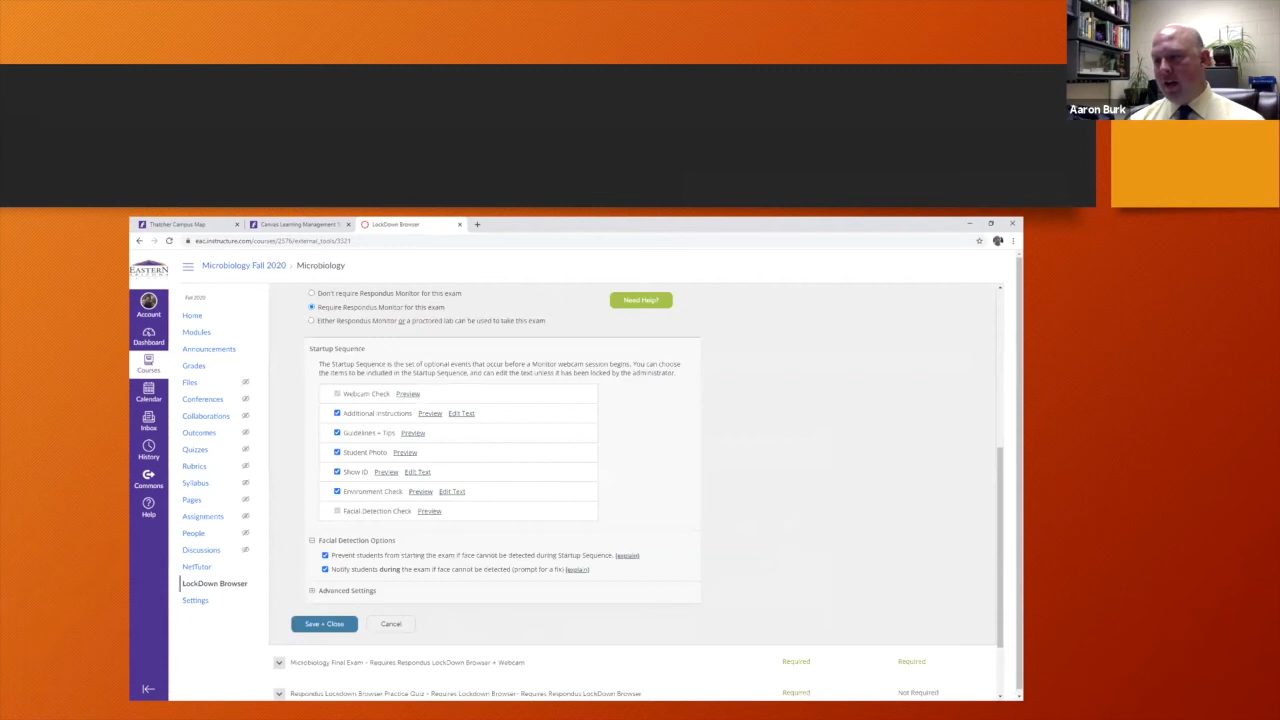 Aaron Burk
Thatcher Campus Map
Canvas Learning Management S
LockDown Browser
eac.instructure.com/courses/2576/external_tools/3521
EASTERN
Microbiology Fall 2020 › Microbiology
Account
Dashboard
Courses
Calendar
Inbox
History
Commons
Help
Fall 2020
Home
Modules
Announcements
Grades
Files
Conferences
Collaborations
Outcomes
Quizzes
Rubrics
Syllabus
Pages
Assignments
People
Discussions
NetTutor
LockDown Browser
Settings
Don't require Respondus Monitor for this exam
Require Respondus Monitor for this exam
Either Respondus Monitor or a proctored lab can be used to take this exam
Need Help?
Startup Sequence
The Startup Sequence is the set of optional events that occur before a Monitor webcam session begins. You can choose
the items to be included in the Startup Sequence, and can edit the text unless it has been locked by the administrator.
Webcam Check Preview
Additional Instructions Preview Edit Text
Guidelines + Tips Preview
Student Photo Preview
Show ID Preview Edit Text
Environment Check Preview Edit Text
Facial Detection Check Preview
Facial Detection Options
Prevent students from starting the exam if face cannot be detected during Startup Sequence. [explain]
Notify students during the exam if face cannot be detected (prompt for a fix) [explain]
Advanced Settings
Save + Close Cancel
Microbiology Final Exam - Requires Respondus LockDown Browser + Webcam Required Required
Respondus Lockdown Browser Practice Quiz - Requires Lockdown Browser- Requires Respondus LockDown Browser Required Not Required